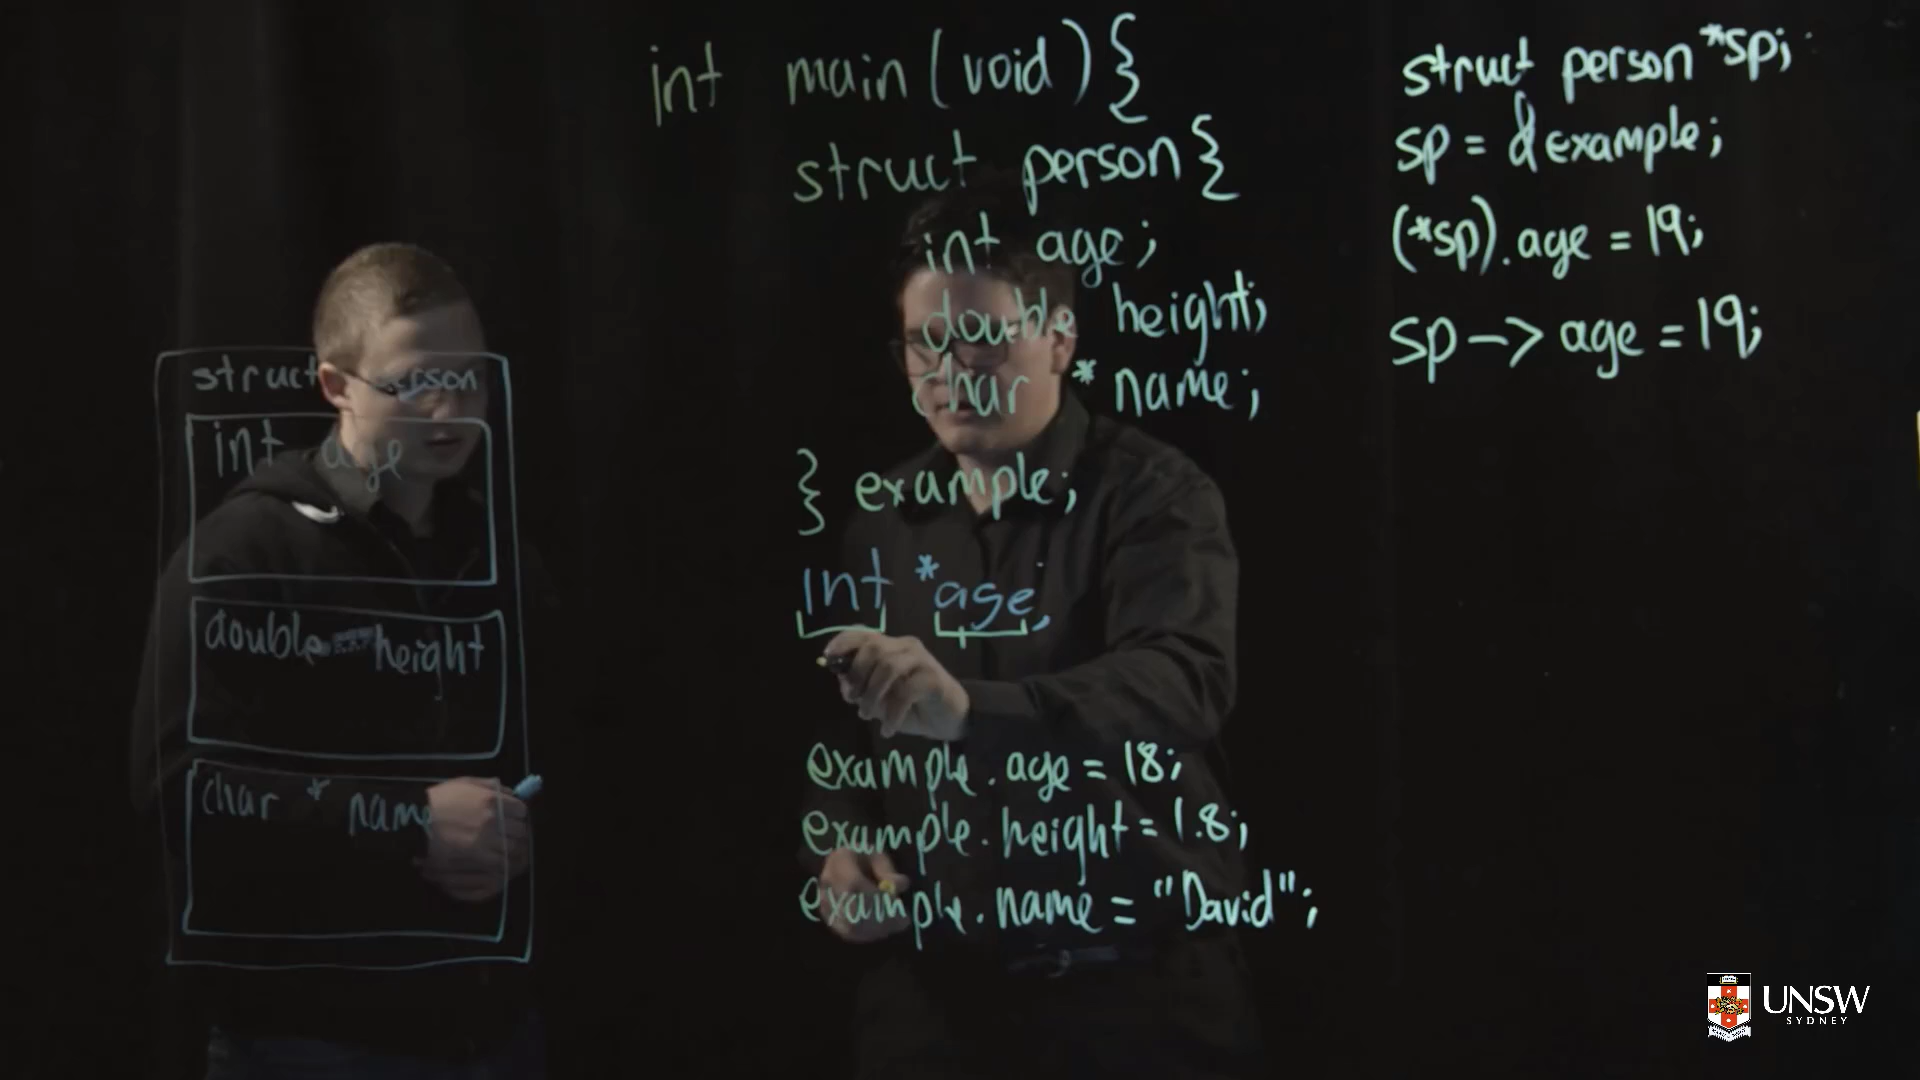 int main(void){
struct person{
int age;
double height;
char *name;
} example;
int *age;
example.age = 18;
example.height = 1.8;
example.name = "David";
struct person *sp;
sp = &example;
(*sp).age = 19;
sp -> age = 19;
struct person
int age
double height
char * name
UNSW
SYDNEY